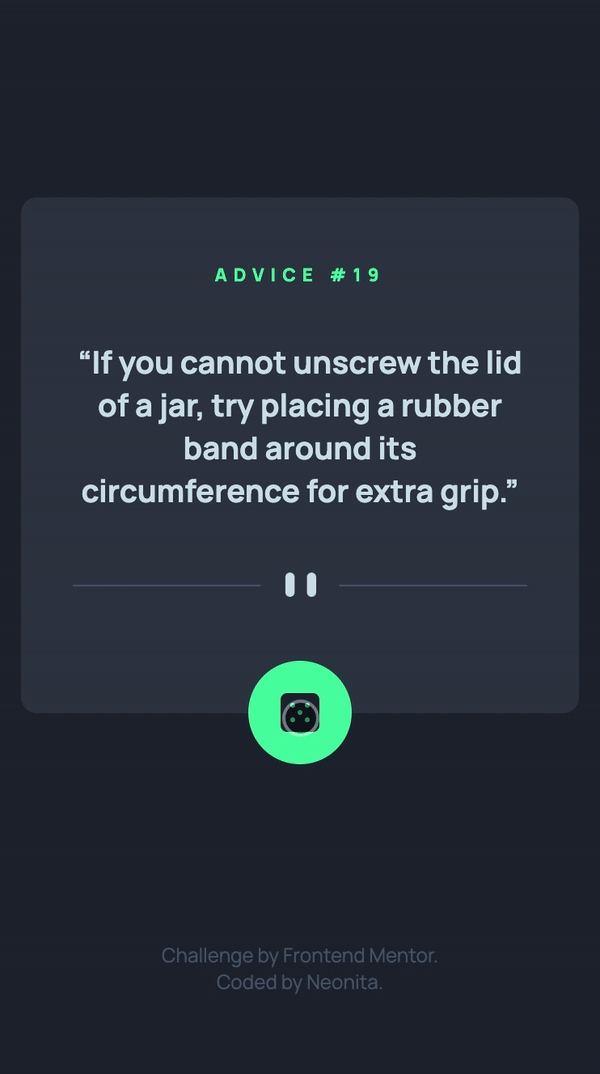 ADVICE #19
“If you cannot unscrew the lid
of a jar, try placing a rubber
band around its
circumference for extra grip.”
Challenge by Frontend Mentor.
Coded by Neonita.